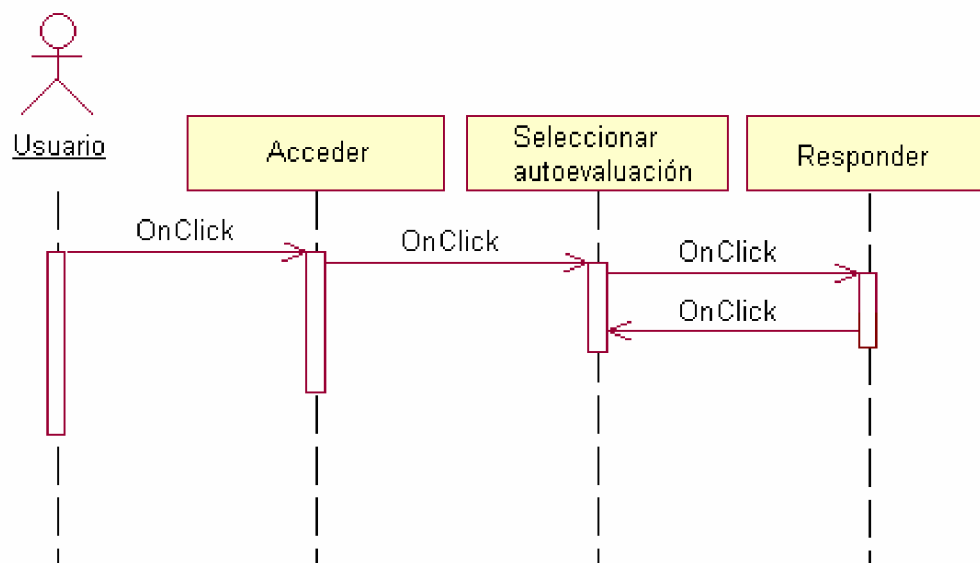 Usuario
Acceder
Seleccionar
autoevaluación
Responder
OnClick
OnClick
OnClick
OnClick